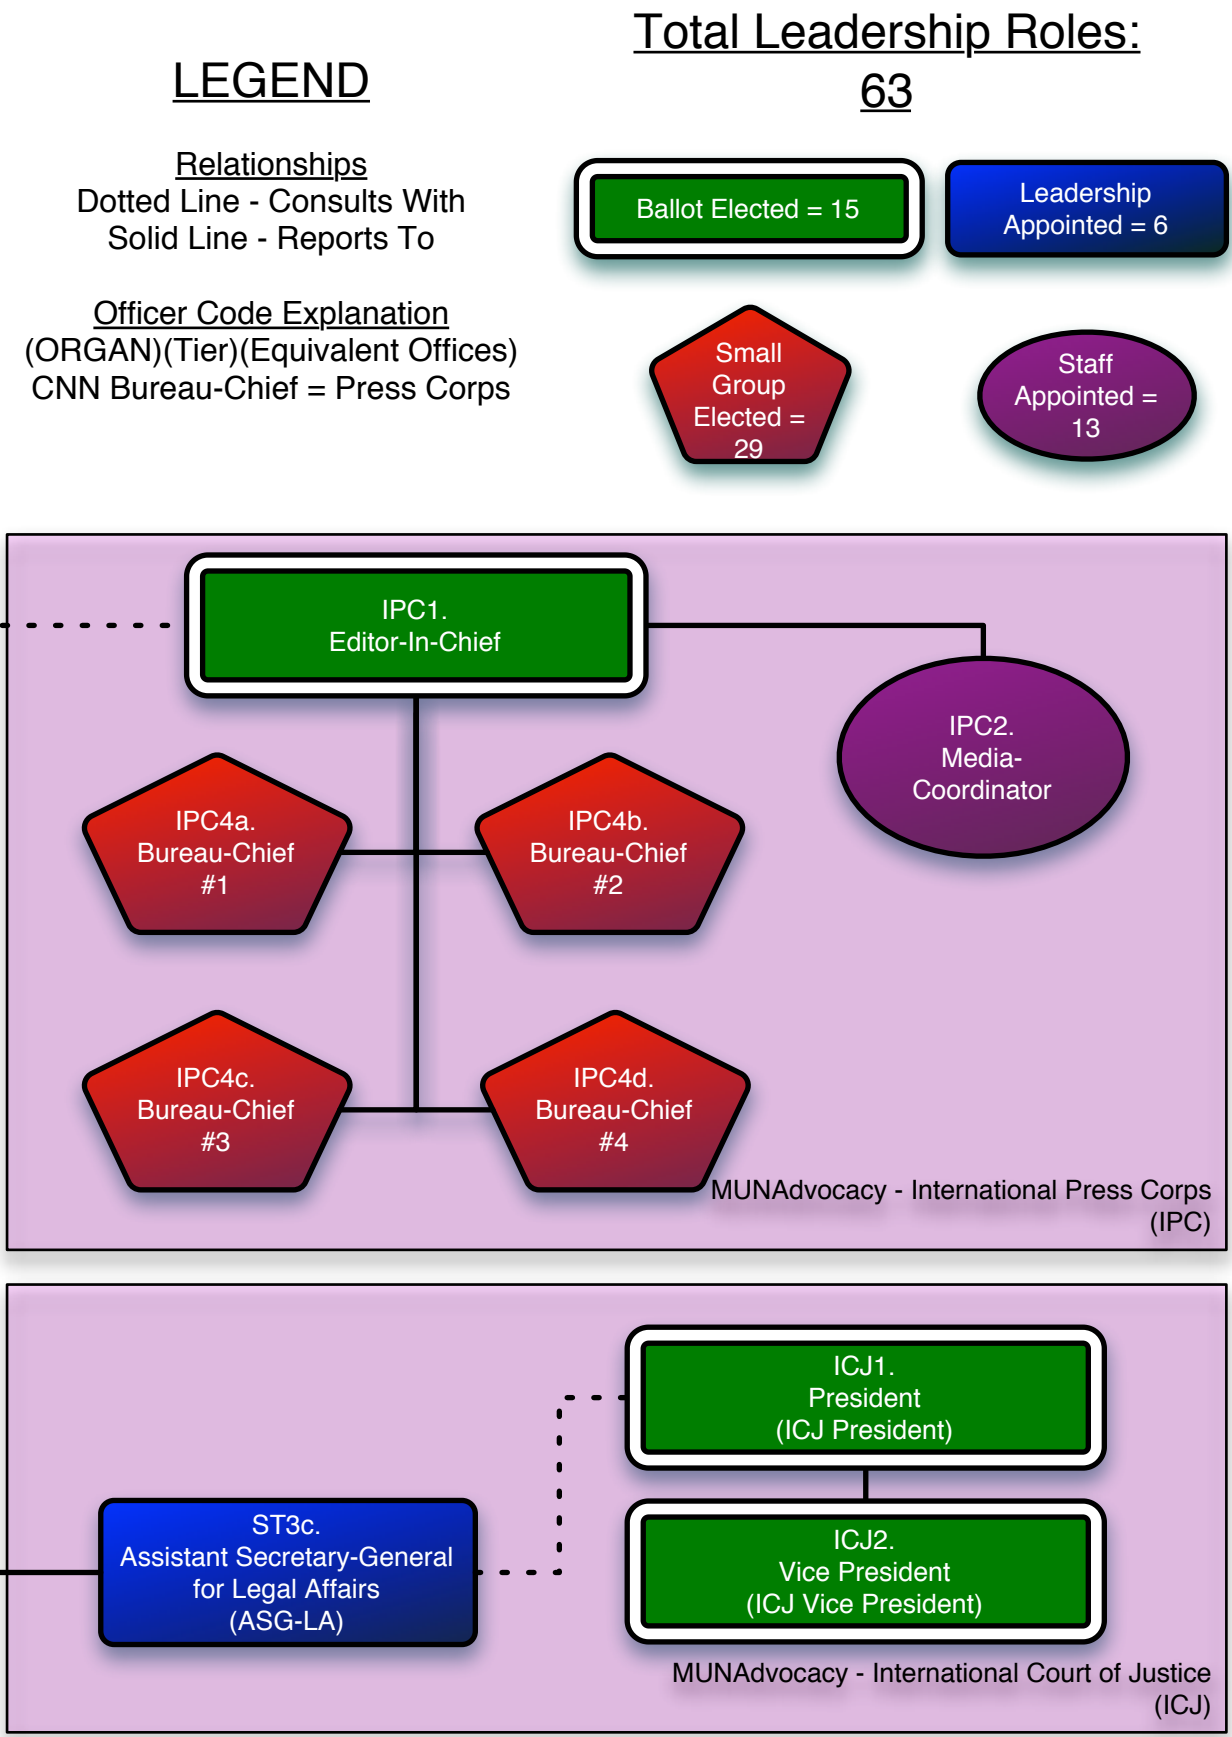 LEGEND
Relationships
Dotted Line - Consults With
Solid Line - Reports To
Officer Code Explanation
(ORGAN)(Tier)(Equivalent Offices)
CNN Bureau-Chief = Press Corps
Total Leadership Roles:
63
Ballot Elected = 15
Leadership
Appointed = 6
Small
Group
Elected =
29
Staff
Appointed =
13
IPC1.
Editor-In-Chief
IPC2.
Media-
Coordinator
IPC4a.
Bureau-Chief
#1
IPC4b.
Bureau-Chief
#2
IPC4c.
Bureau-Chief
#3
IPC4d.
Bureau-Chief
#4
MUNAdvocacy - International Press Corps
(IPC)
ICJ1.
President
(ICJ President)
ST3c.
Assistant Secretary-General
for Legal Affairs
(ASG-LA)
ICJ2.
Vice President
(ICJ Vice President)
MUNAdvocacy - International Court of Justice
(ICJ)